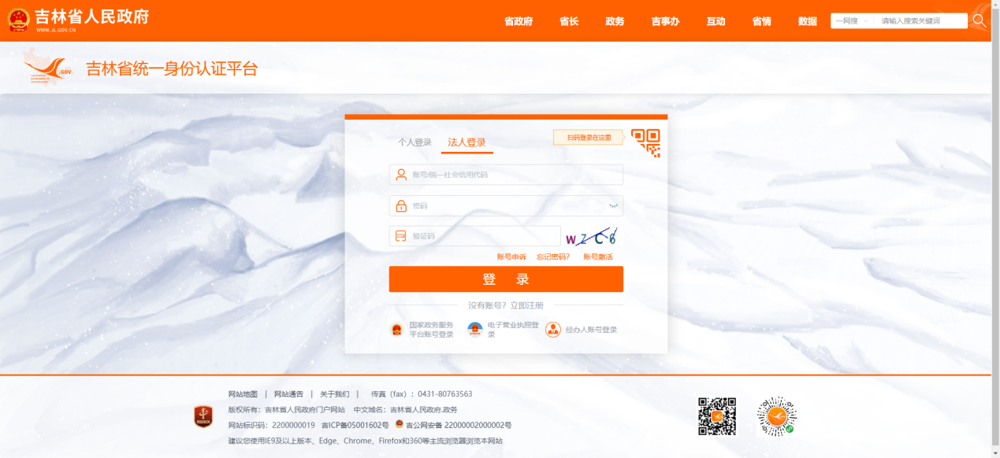 吉林省人民政府
WWW.JL.GOV.CN
省政府 省长 政务 吉事办 互动 省情 数据 一网搜 请输入搜索关键词
.GOV
吉林省统一身份认证平台
个人登录 法人登录 扫码登录在这里
账号/统一社会信用代码
密码
验证码 W Z C 6
账号申诉 忘记密码? 账号激活
登 录
没有账号? 立即注册
国家政务服务
平台账号登录
电子营业执照登
录
经办人账号登录
网站地图 | 网站通告 | 关于我们 | 传真（fax）: 0431-80763563
版权所有: 吉林省人民政府门户网站 中文域名: 吉林省人民政府.政务
网站标识码: 2200000019 吉ICP备05001602号 吉公网安备 22000002000002号
建议您使用IE9及以上版本、Edge、Chrome、Firefox和360等主流浏览器浏览本网站